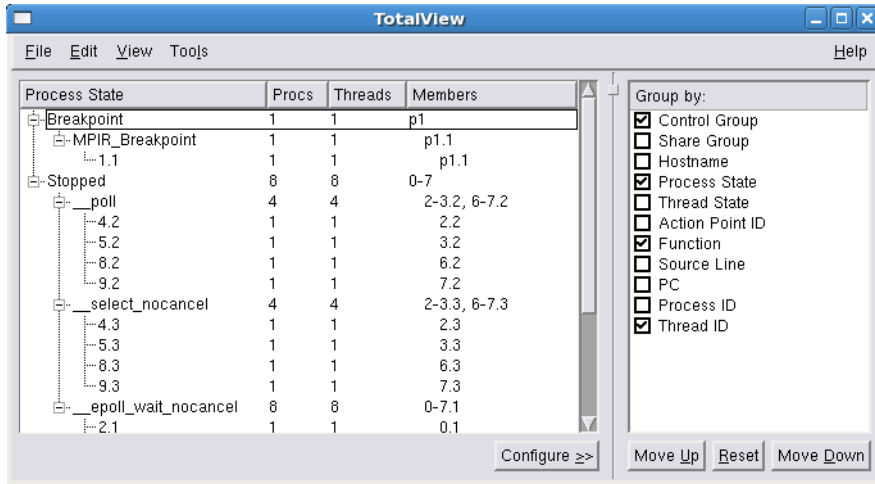 TotalView
File Edit View Tools Help
Process State Procs Threads Members
Breakpoint 1 1 p1
MPIR_Breakpoint 1 1 p1.1
1.1 1 1 p1.1
Stopped 8 8 0-7
__poll 4 4 2-3.2, 6-7.2
4.2 1 1 2.2
5.2 1 1 3.2
8.2 1 1 6.2
9.2 1 1 7.2
__select_nocancel 4 4 2-3.3, 6-7.3
4.3 1 1 2.3
5.3 1 1 3.3
8.3 1 1 6.3
9.3 1 1 7.3
__epoll_wait_nocancel 8 8 0-7.1
2.1 1 1 0.1
Configure >>
Group by:
Control Group
Share Group
Hostname
Process State
Thread State
Action Point ID
Function
Source Line
PC
Process ID
Thread ID
Move Up Reset Move Down